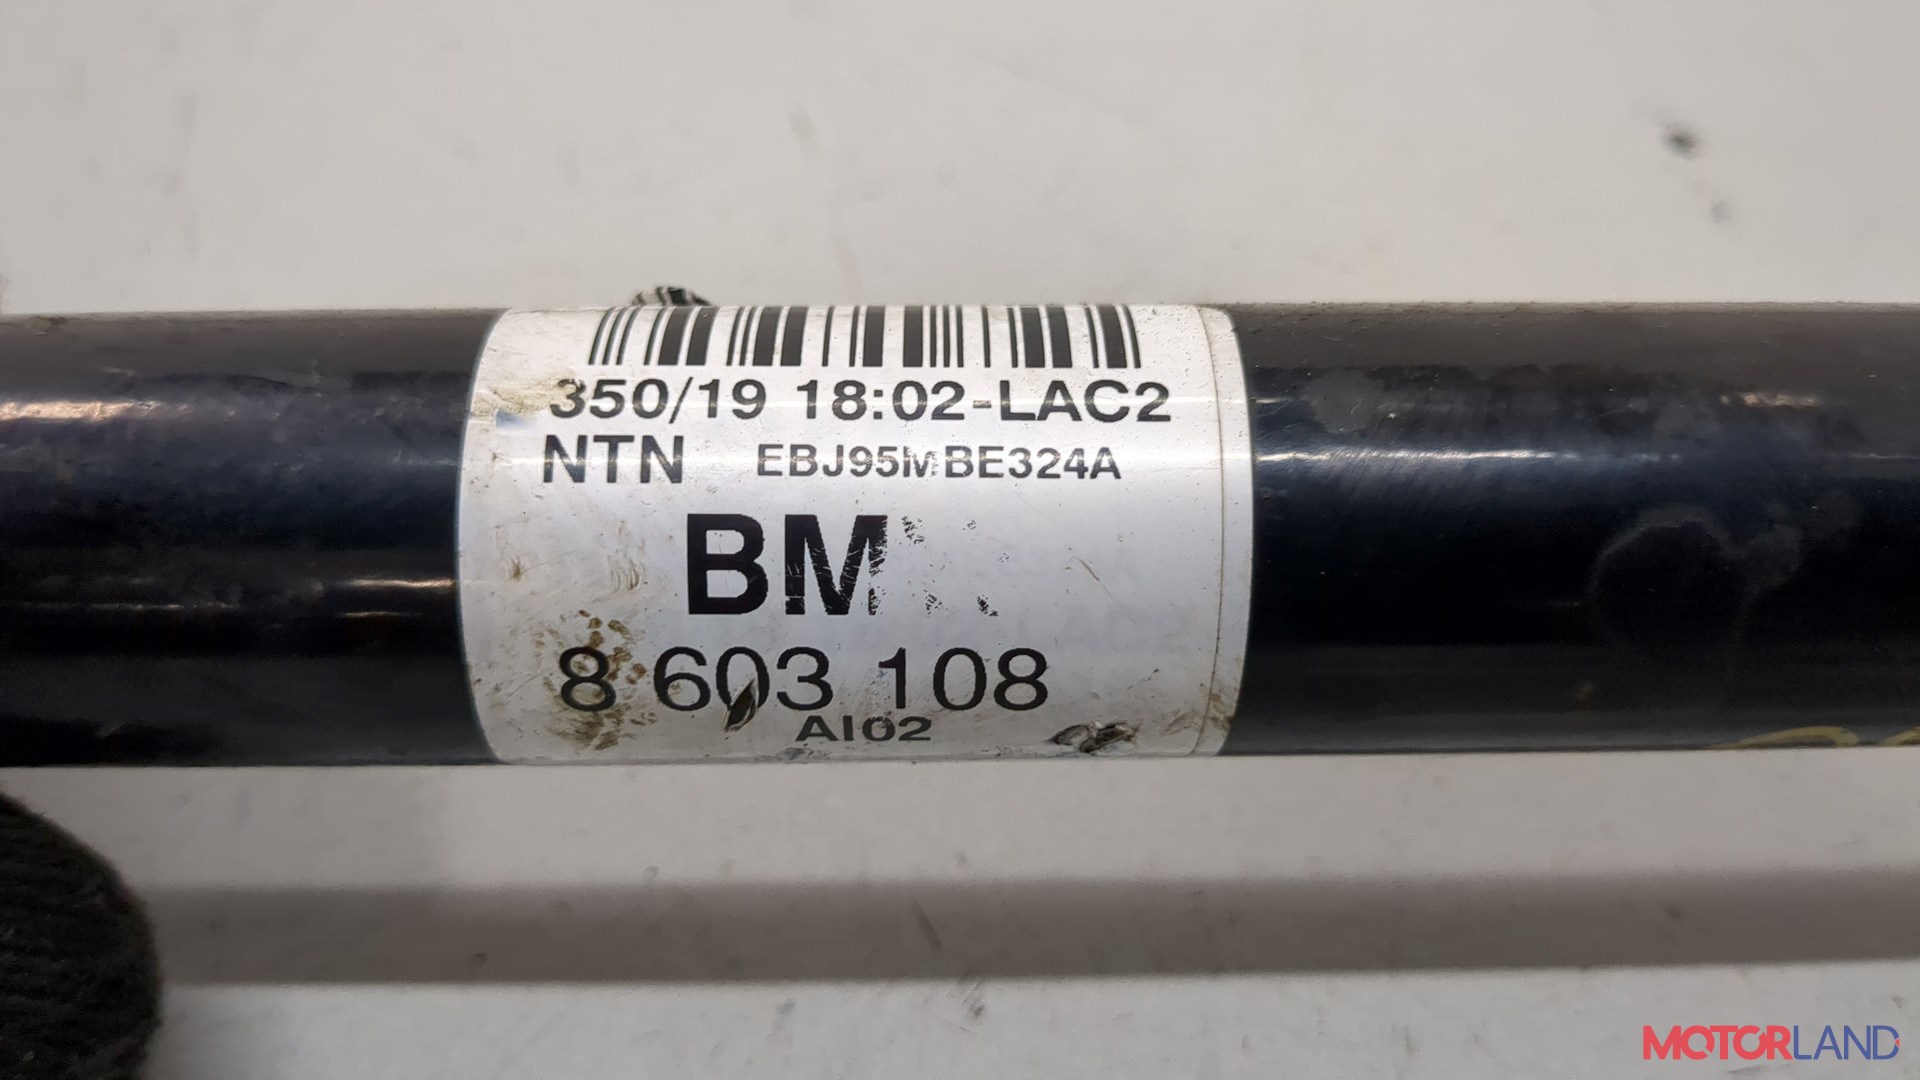 350/19 18:02-LAC2
NTN EBJ95MBE324A
BM
8 603 108
AI02
MOTORLAND